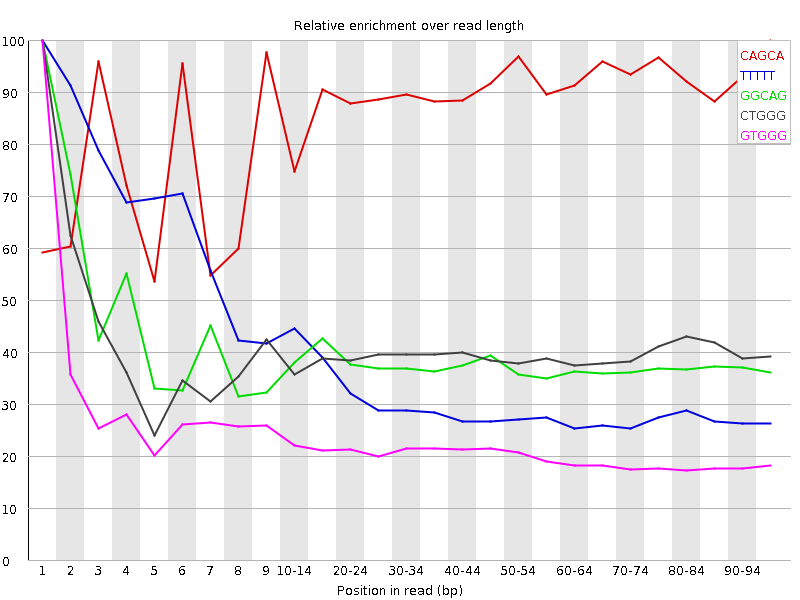 Relative enrichment over read length
100
90
80
70
60
50
40
30
20
10
0
CAGCA
TTTTT
GGCAG
CTGGG
GTGGG
1 2 3 4 5 6 7 8 9 10-14 20-24 30-34 40-44 50-54 60-64 70-74 80-84 90-94
Position in read (bp)